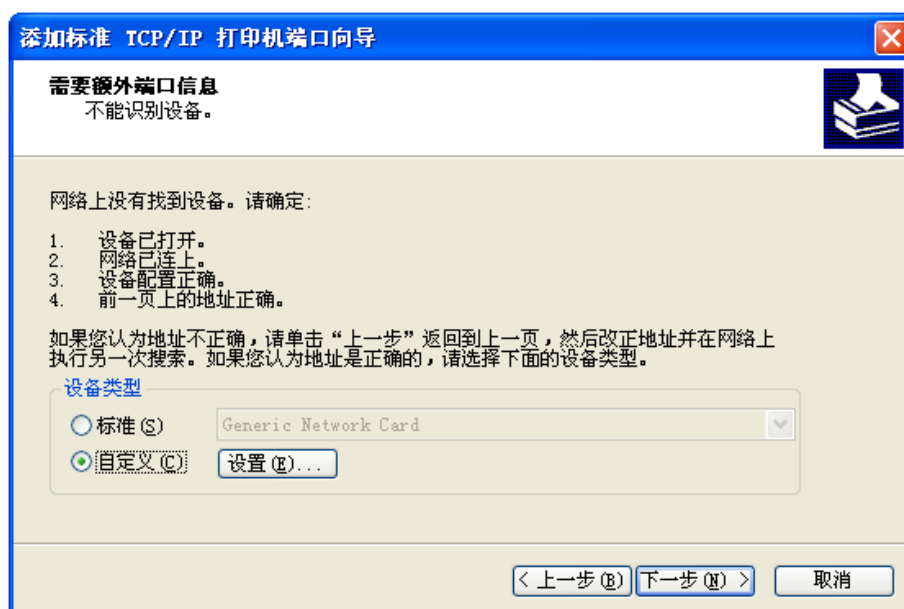 添加标准 TCP/IP 打印机端口向导
需要额外端口信息
不能识别设备。
网络上没有找到设备。请确定:
1. 设备已打开。
2. 网络已连上。
3. 设备配置正确。
4. 前一页上的地址正确。
如果您认为地址不正确，请单击“上一步”返回到上一页，然后改正地址并在网络上
执行另一次搜索。如果您认为地址是正确的，请选择下面的设备类型。
设备类型
标准(S) Generic Network Card
自定义(C) 设置(E)...
< 上一步(B) 下一步(N) > 取消